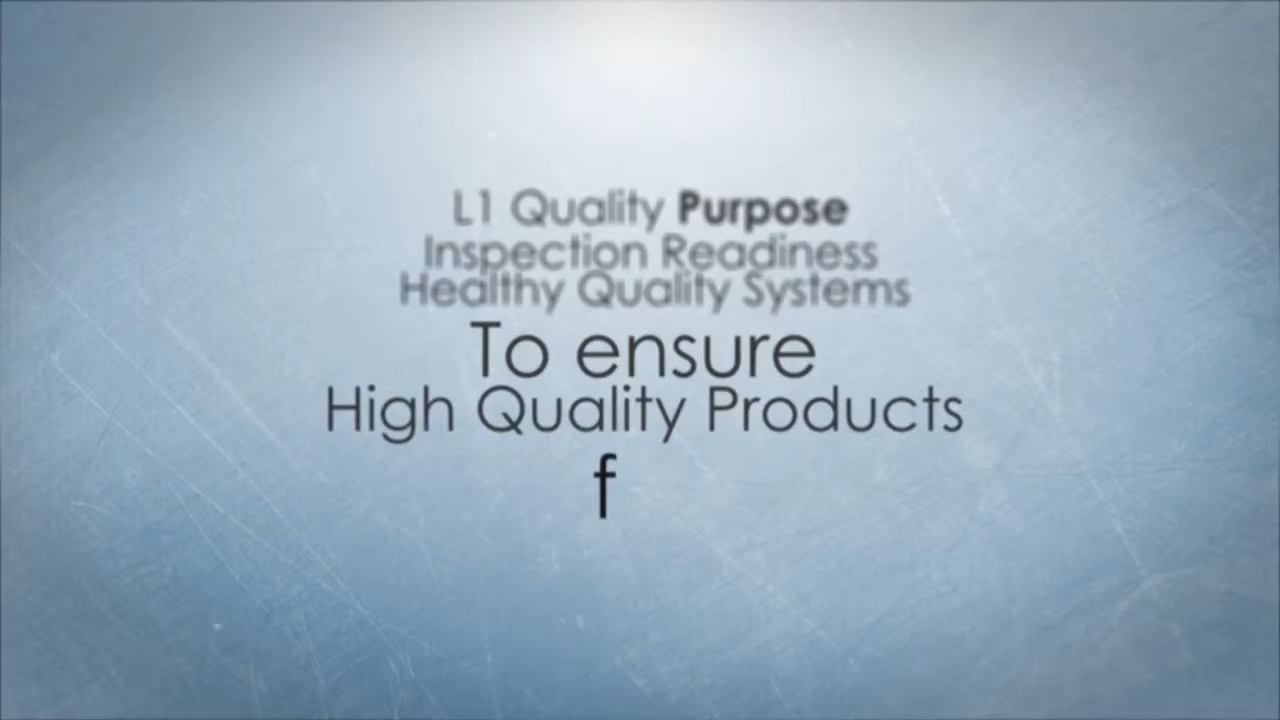 L1 Quality Purpose
Inspection Readiness
Healthy Quality Systems
To ensure
High Quality Products
f